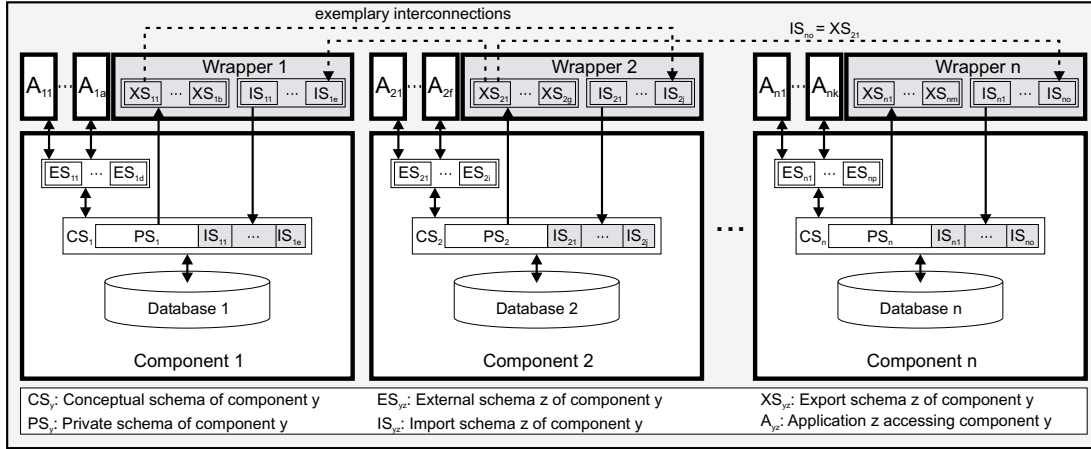 exemplary interconnections
IS_no = XS_21
A_11 ... A_1a
Wrapper 1
XS_11 ... XS_1b IS_11 ... IS_1e
A_21 ... A_2f
Wrapper 2
XS_21 ... XS_2g IS_21 ... IS_2j
A_n1 ... A_nk
Wrapper n
XS_n1 ... XS_nm IS_n1 ... IS_no
ES_11 ... ES_1d
CS_1 PS_1 IS_11 ... IS_1e
Database 1
Component 1
ES_21 ... ES_2i
CS_2 PS_2 IS_21 ... IS_2j
Database 2
Component 2
...
ES_n1 ... ES_np
CS_n PS_n IS_n1 ... IS_no
Database n
Component n
CS_y: Conceptual schema of component y
ES_yz: External schema z of component y
XS_yz: Export schema z of component y
PS_y: Private schema of component y
IS_yz: Import schema z of component y
A_yz: Application z accessing component y